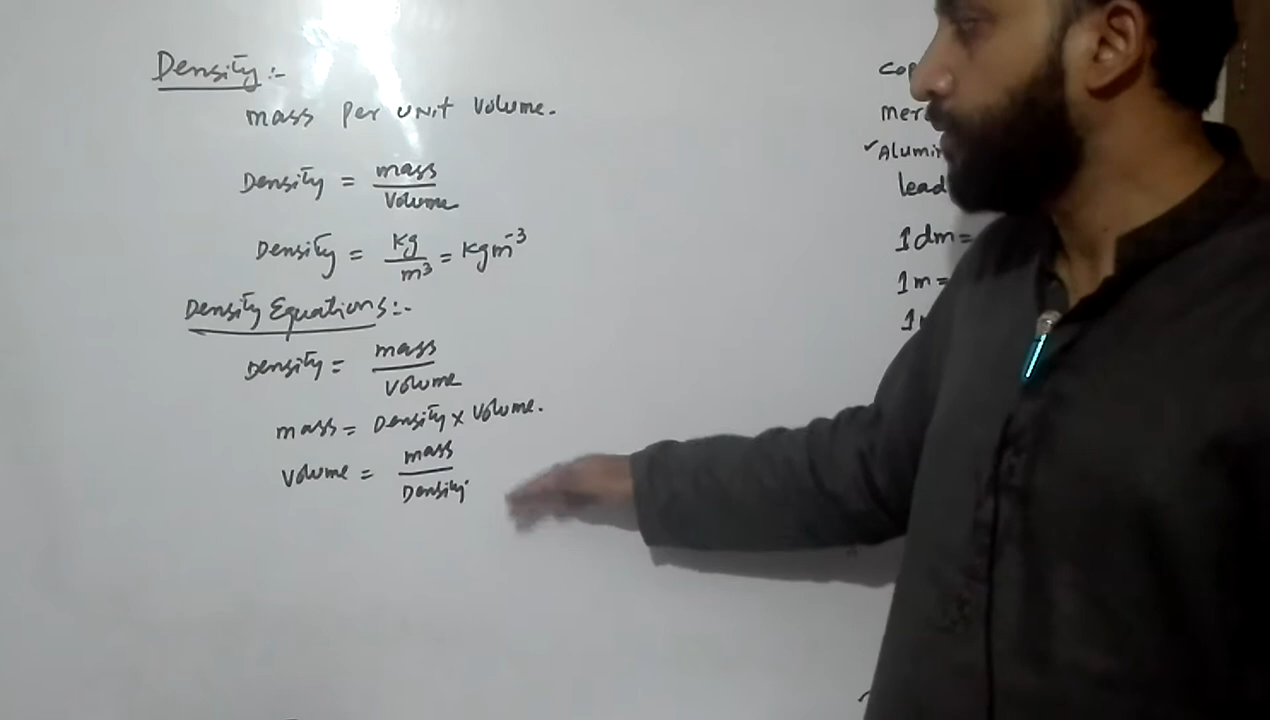 Density :-
mass per unit volume.
Density = mass / Volume
Density = kg / m³ = kgm⁻³
Density Equations:-
Density = mass / volume
mass = Density × Volume.
Volume = mass / Density
lead
1dm=
1m=